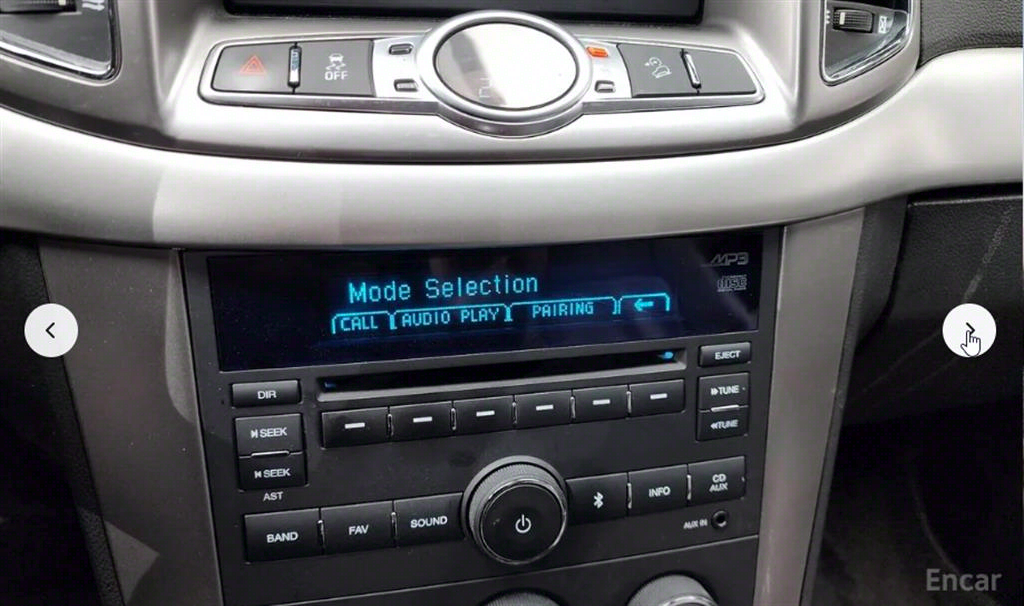 OFF
MP3
disc
Mode Selection
CALL AUDIO PLAY PAIRING ←
EJECT
DIR
TUNE
SEEK
TUNE
SEEK
AST
BAND FAV SOUND INFO CD AUX
AUX IN
Encar